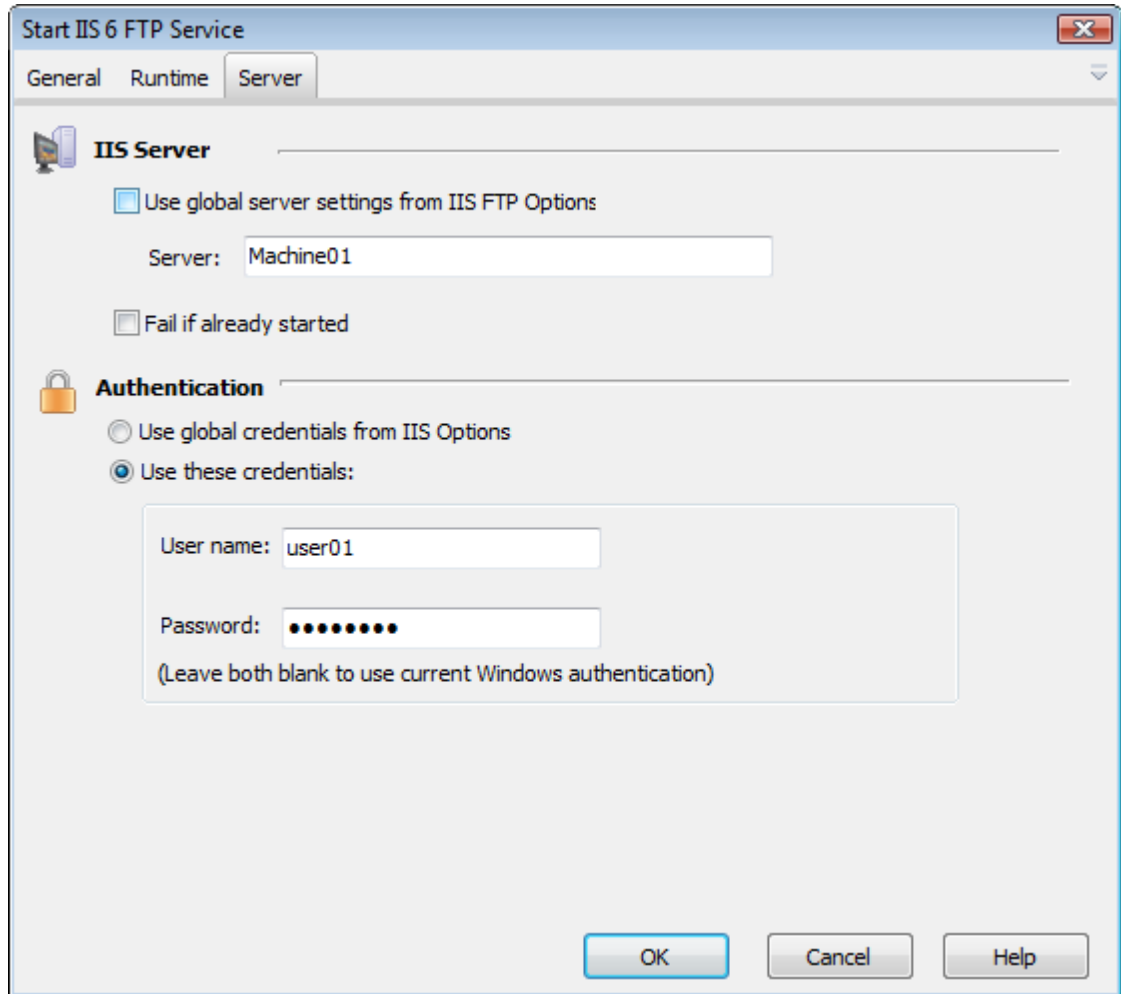 Start IIS 6 FTP Service
General Runtime Server
IIS Server
Use global server settings from IIS FTP Options
Server: Machine01
Fail if already started
Authentication
Use global credentials from IIS Options
Use these credentials:
User name: user01
Password: ●●●●●●●●
(Leave both blank to use current Windows authentication)
OK Cancel Help